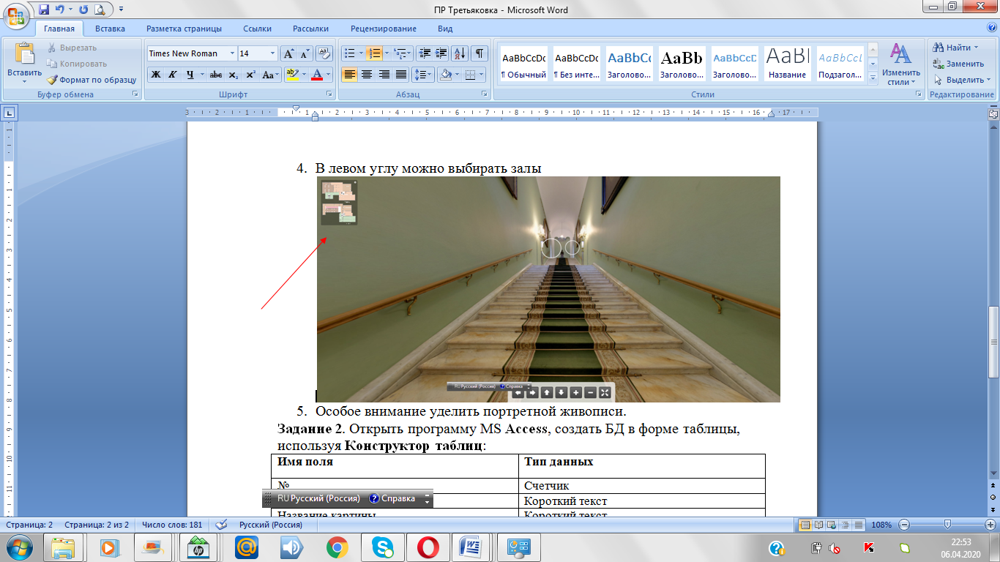 ПР Третьяковка - Microsoft Word
Главная Вставка Разметка страницы Ссылки Рассылки Рецензирование Вид
Вставить
Вырезать
Копировать
Формат по образцу
Буфер обмена
Times New Roman 14
Ж К Ч abc x₂ x² Aa
Шрифт
Абзац
AaBbCcDc AaBbCcDc AaBbCc AaBb AaBbCcD AaBl AaBbCcL
¶ Обычный ¶ Без инте... Заголово... Заголово... Заголово... Название Подзагол...
Изменить стили
Стили
Найти
Заменить
Выделить
Редактирование
3 2 1 1 2 3 4 5 6 7 8 9 10 11 12 13 14 15 16 17
4. В левом углу можно выбирать залы
RU Русский (Россия) Справка
5. Особое внимание уделить портретной живописи.
Задание 2. Открыть программу MS Access, создать БД в форме таблицы,
используя Конструктор таблиц:
Имя поля Тип данных
№ Счетчик
RU Русский (Россия) Справка
Короткий текст
Название картины Короткий текст
Страница: 2 Страница: 2 из 2 Число слов: 181 Русский (Россия) 108%
22:53
06.04.2020